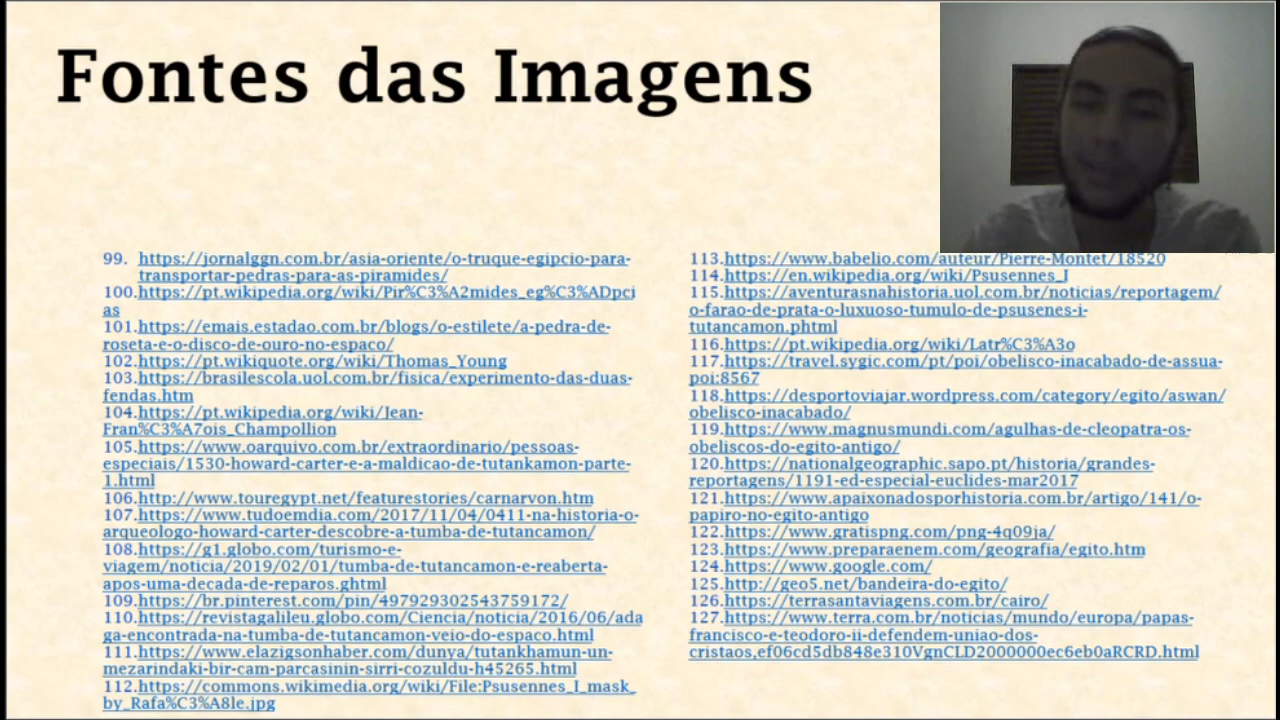 Fontes das Imagens
99. https://jornalggn.com.br/asia-oriente/o-truque-egipcio-para-
transportar-pedras-para-as-piramides/
100.https://pt.wikipedia.org/wiki/Pir%C3%A2mides_eg%C3%ADpci
as
101.https://emais.estadao.com.br/blogs/o-estilete/a-pedra-de-
roseta-e-o-disco-de-ouro-no-espaco/
102.https://pt.wikiquote.org/wiki/Thomas_Young
103.https://brasilescola.uol.com.br/fisica/experimento-das-duas-
fendas.htm
104.https://pt.wikipedia.org/wiki/Jean-
Fran%C3%A7ois_Champollion
105.https://www.oarquivo.com.br/extraordinario/pessoas-
especiais/1530-howard-carter-e-a-maldicao-de-tutankamon-parte-
1.html
106.http://www.touregypt.net/featurestories/carnarvon.htm
107.https://www.tudoemdia.com/2017/11/04/0411-na-historia-o-
arqueologo-howard-carter-descobre-a-tumba-de-tutancamon/
108.https://g1.globo.com/turismo-e-
viagem/noticia/2019/02/01/tumba-de-tutancamon-e-reaberta-
apos-uma-decada-de-reparos.ghtml
109.https://br.pinterest.com/pin/497929302543759172/
110.https://revistagalileu.globo.com/Ciencia/noticia/2016/06/ada
ga-encontrada-na-tumba-de-tutancamon-veio-do-espaco.html
111.https://www.elazigsonhaber.com/dunya/tutankhamun-un-
mezarindaki-bir-cam-parcasinin-sirri-cozuldu-h45265.html
112.https://commons.wikimedia.org/wiki/File:Psusennes_I_mask_
by_Rafa%C3%A8le.jpg
113.https://www.babelio.com/auteur/Pierre-Montet/18520
114.https://en.wikipedia.org/wiki/Psusennes_I
115.https://aventurasnahistoria.uol.com.br/noticias/reportagem/
o-farao-de-prata-o-luxuoso-tumulo-de-psusenes-i-
tutancamon.phtml
116.https://pt.wikipedia.org/wiki/Latr%C3%A3o
117.https://travel.sygic.com/pt/poi/obelisco-inacabado-de-assua-
poi:8567
118.https://desportoviajar.wordpress.com/category/egito/aswan/
obelisco-inacabado/
119.https://www.magnusmundi.com/agulhas-de-cleopatra-os-
obeliscos-do-egito-antigo/
120.https://nationalgeographic.sapo.pt/historia/grandes-
reportagens/1191-ed-especial-euclides-mar2017
121.https://www.apaixonadosporhistoria.com.br/artigo/141/o-
papiro-no-egito-antigo
122.https://www.gratispng.com/png-4q09ja/
123.https://www.preparaenem.com/geografia/egito.htm
124.https://www.google.com/
125.http://geo5.net/bandeira-do-egito/
126.https://terrasantaviagens.com.br/cairo/
127.https://www.terra.com.br/noticias/mundo/europa/papas-
francisco-e-teodoro-ii-defendem-uniao-dos-
cristaos,ef06cd5db848e310VgnCLD2000000ec6eb0aRCRD.html